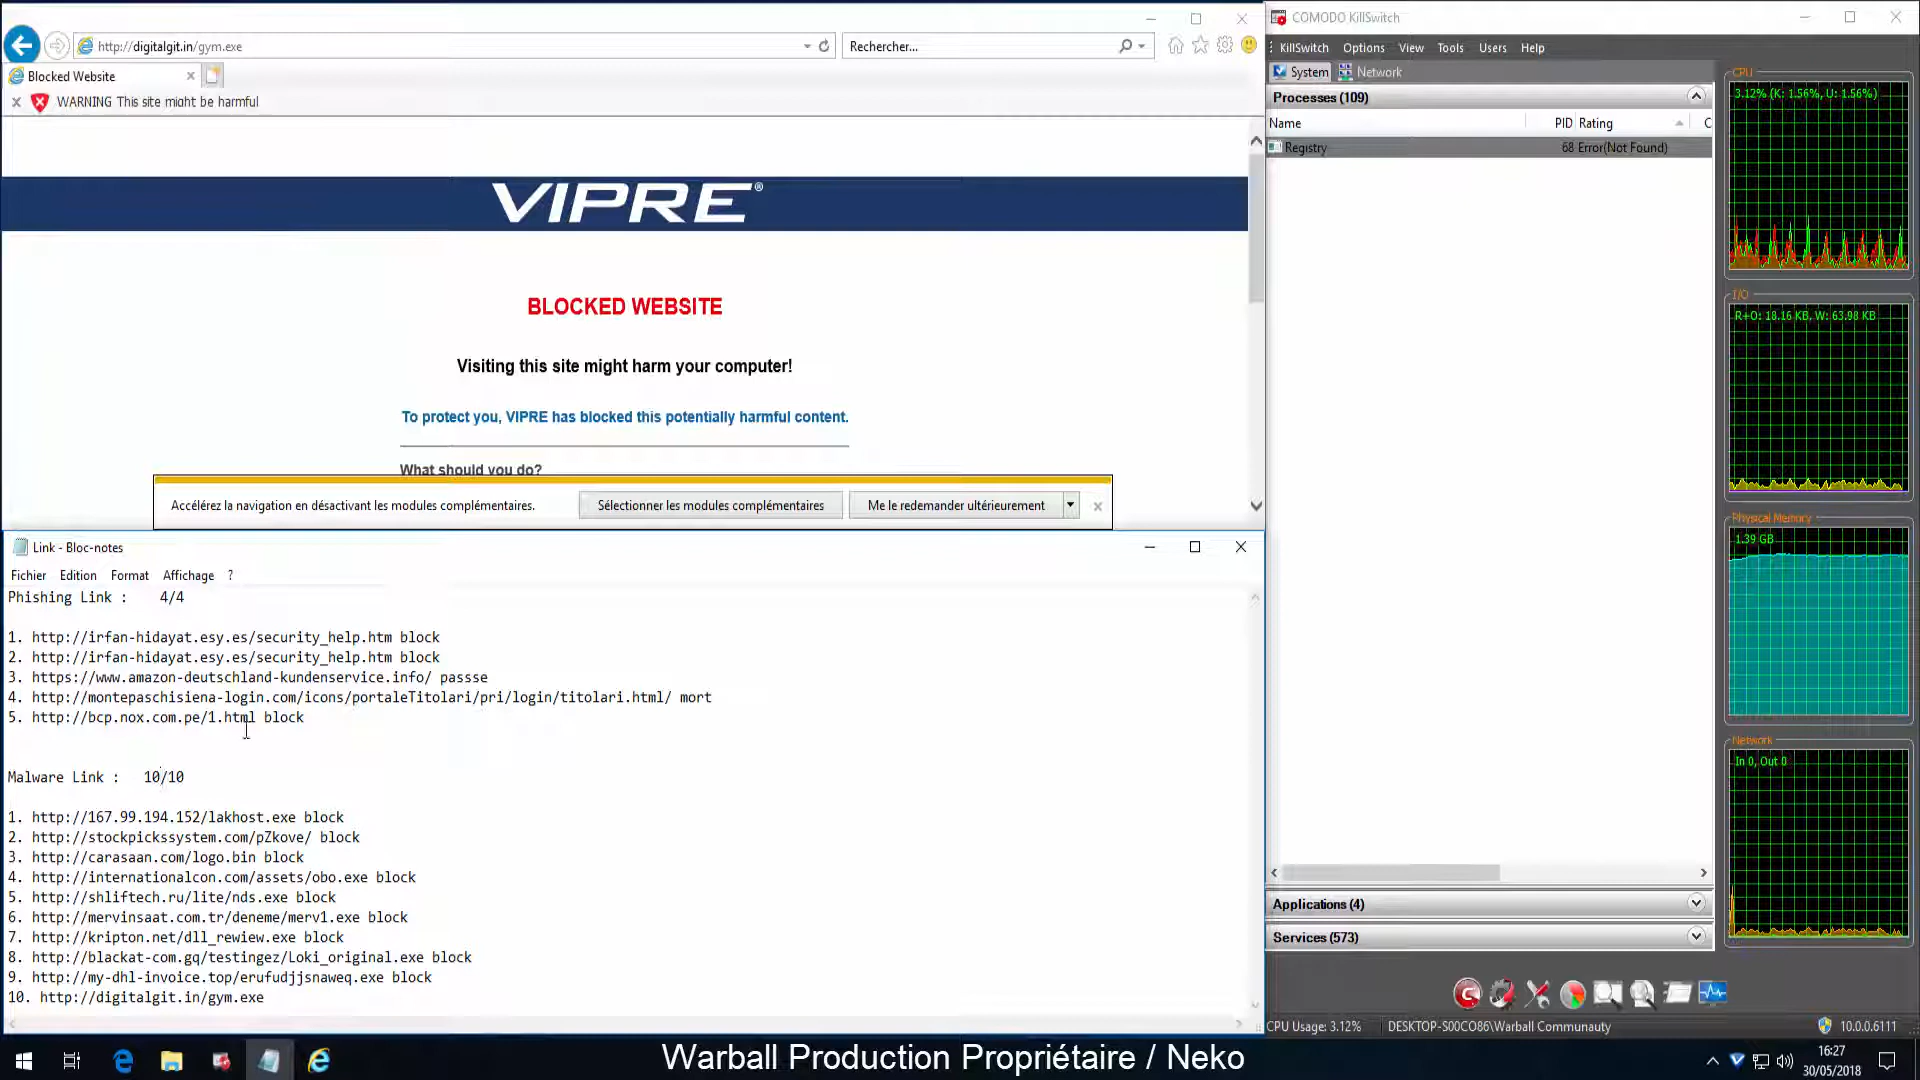 http://digitalgit.in/gym.exe
Rechercher...
Blocked Website
WARNING This site might be harmful
VIPRE®
BLOCKED WEBSITE
Visiting this site might harm your computer!
To protect you, VIPRE has blocked this potentially harmful content.
What should you do?
Accélérez la navigation en désactivant les modules complémentaires.
Sélectionner les modules complémentaires
Me le redemander ultérieurement
Link - Bloc-notes
Fichier Edition Format Affichage ?
Phishing Link : 4/4
1. http://irfan-hidayat.esy.es/security_help.htm block
2. http://irfan-hidayat.esy.es/security_help.htm block
3. https://www.amazon-deutschland-kundenservice.info/ passse
4. http://montepaschisiena-login.com/icons/portaleTitolari/pri/login/titolari.html/ mort
5. http://bcp.nox.com.pe/1.html block
Malware Link : 10/10
1. http://167.99.194.152/lakhost.exe block
2. http://stockpickssystem.com/pZkove/ block
3. http://carasaan.com/logo.bin block
4. http://internationalcon.com/assets/obo.exe block
5. http://shliftech.ru/lite/nds.exe block
6. http://mervinsaat.com.tr/deneme/merv1.exe block
7. http://kripton.net/dll_rewiew.exe block
8. http://blackat-com.gq/testingez/Loki_original.exe block
9. http://my-dhl-invoice.top/erufudjjsnaweq.exe block
10. http://digitalgit.in/gym.exe
COMODO KillSwitch
KillSwitch Options View Tools Users Help
System Network
Processes (109)
Name PID Rating C
Registry 68 Error(Not Found)
Applications (4)
Services (573)
CPU
3.12% (K: 1.56%, U: 1.56%)
I/O
R+O: 18.16 KB, W: 63.98 KB
Physical Memory
1.39 GB
Network
In 0, Out 0
CPU Usage: 3.12% DESKTOP-S00CO86\Warball Communauty 10.0.0.6111
Warball Production Propriétaire / Neko
16:27
30/05/2018